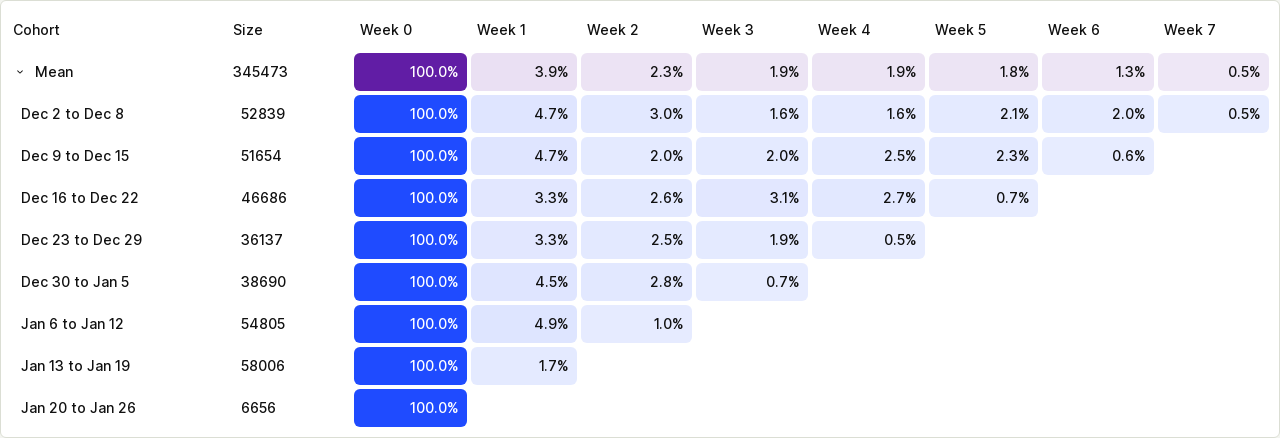 Cohort Size Week 0 Week 1 Week 2 Week 3 Week 4 Week 5 Week 6 Week 7
Mean 345473 100.0% 3.9% 2.3% 1.9% 1.9% 1.8% 1.3% 0.5%
Dec 2 to Dec 8 52839 100.0% 4.7% 3.0% 1.6% 1.6% 2.1% 2.0% 0.5%
Dec 9 to Dec 15 51654 100.0% 4.7% 2.0% 2.0% 2.5% 2.3% 0.6%
Dec 16 to Dec 22 46686 100.0% 3.3% 2.6% 3.1% 2.7% 0.7%
Dec 23 to Dec 29 36137 100.0% 3.3% 2.5% 1.9% 0.5%
Dec 30 to Jan 5 38690 100.0% 4.5% 2.8% 0.7%
Jan 6 to Jan 12 54805 100.0% 4.9% 1.0%
Jan 13 to Jan 19 58006 100.0% 1.7%
Jan 20 to Jan 26 6656 100.0%